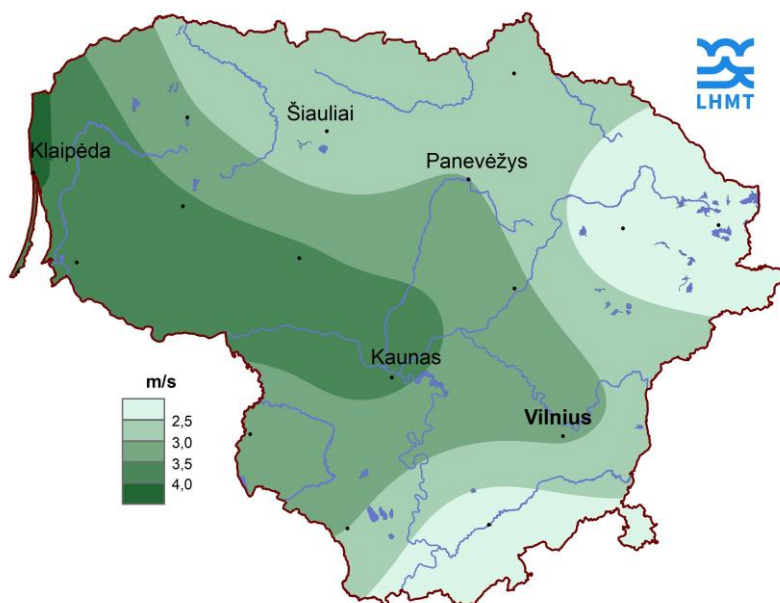 LHMT
Šiauliai
Klaipėda
Panevėžys
Kaunas
m/s
2,5
3,0
3,5
4,0
Vilnius